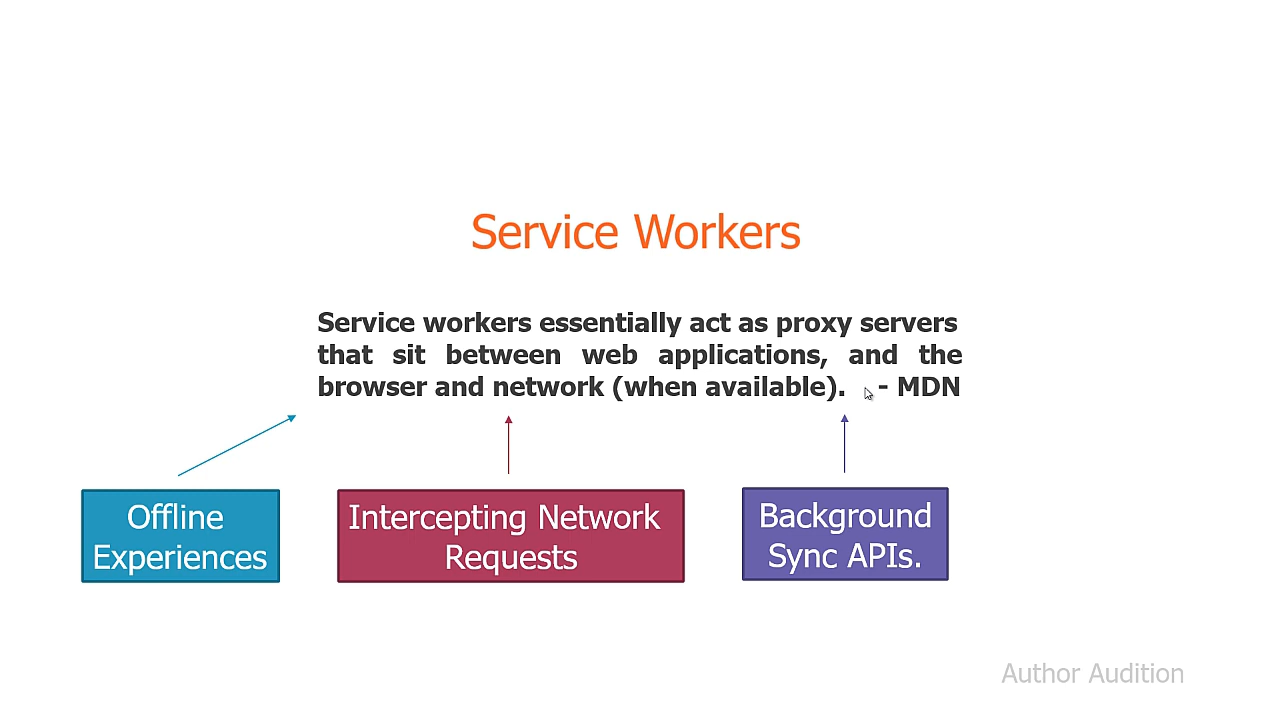 Service Workers
Service workers essentially act as proxy servers
that sit between web applications, and the
browser and network (when available). - MDN
Offline
Experiences
Intercepting Network
Requests
Background
Sync APIs.
Author Audition